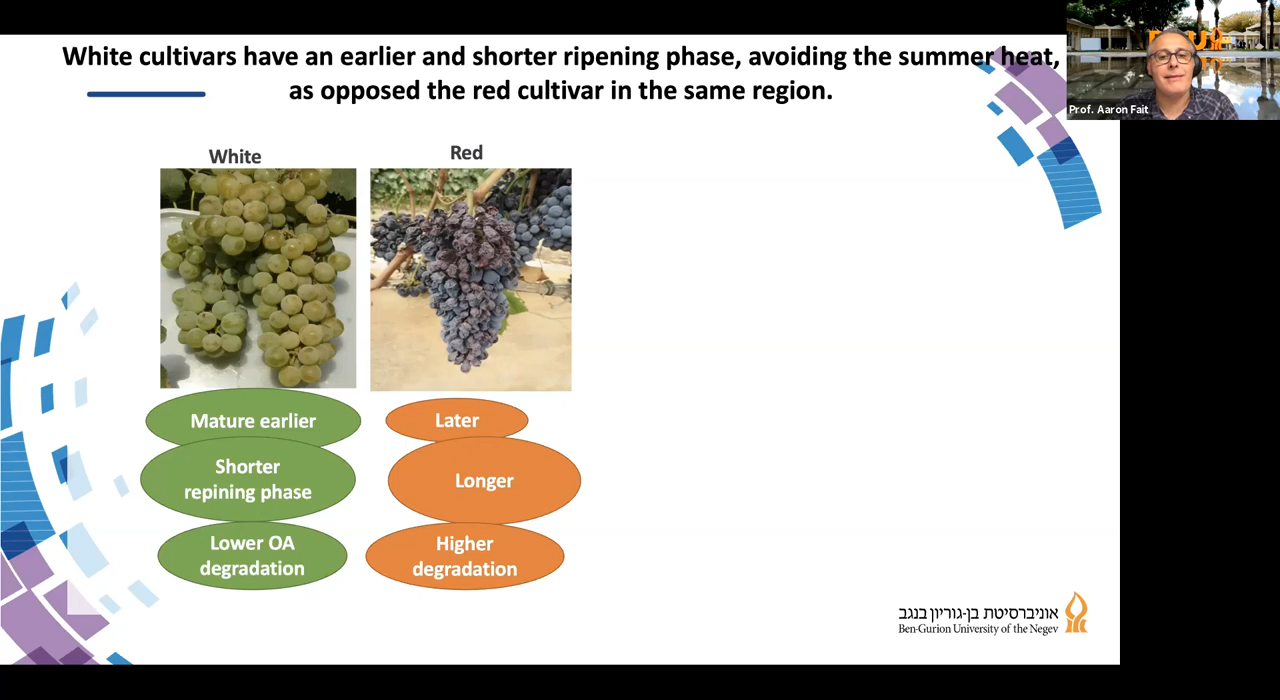 White cultivars have an earlier and shorter ripening phase, avoiding the summer heat,
as opposed the red cultivar in the same region.
Prof. Aaron Fait
White
Red
Mature earlier
Later
Shorter
repining phase
Longer
Lower OA
degradation
Higher
degradation
אוניברסיטת בן-גוריון בנגב
Ben-Gurion University of the Negev